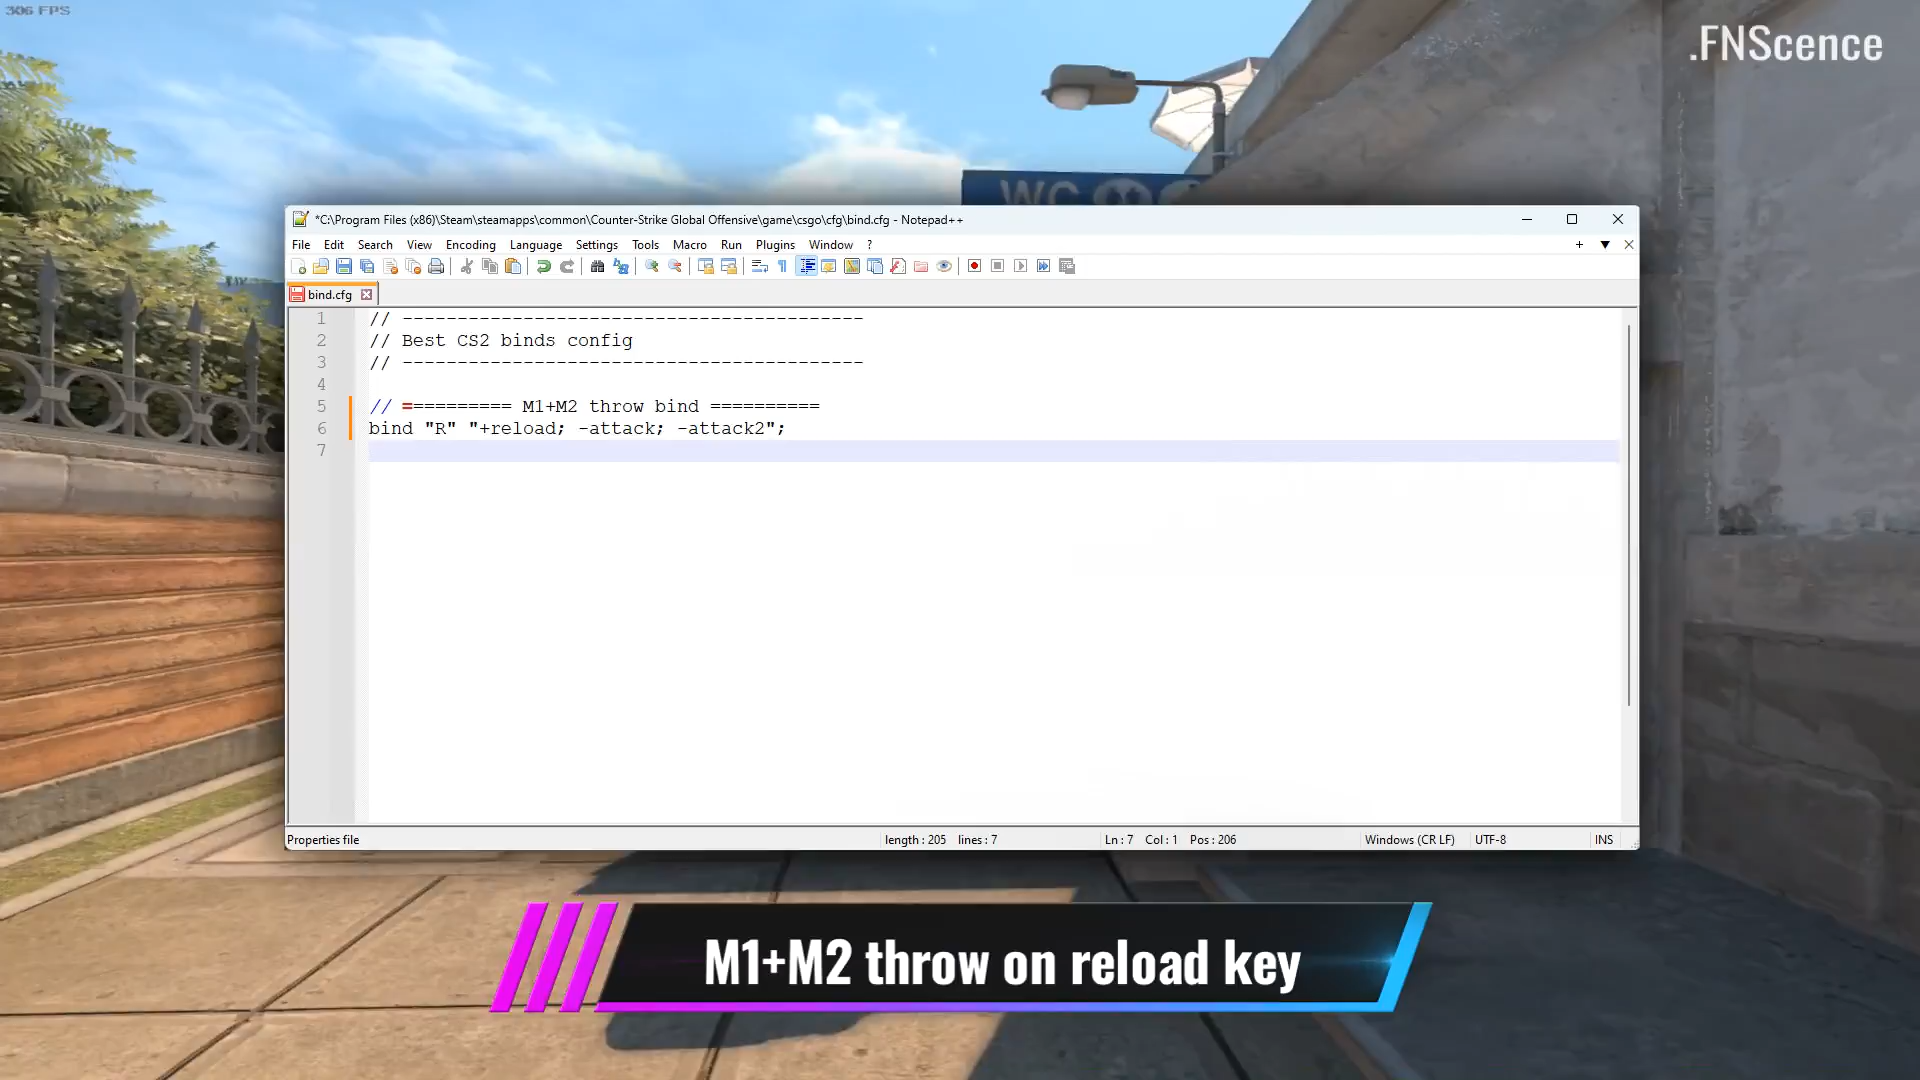 306 FPS
.FNScence
WC
*C:\Program Files (x86)\Steam\steamapps\common\Counter-Strike Global Offensive\game\csgo\cfg\bind.cfg - Notepad++
File Edit Search View Encoding Language Settings Tools Macro Run Plugins Window ?
bind.cfg
1 // ------------------------------------------
2 // Best CS2 binds config
3 // ------------------------------------------
4
5 // ========== M1+M2 throw bind ==========
6 bind "R" "+reload; -attack; -attack2";
7
Properties file length : 205 lines : 7 Ln : 7 Col : 1 Pos : 206 Windows (CR LF) UTF-8 INS
M1+M2 throw on reload key